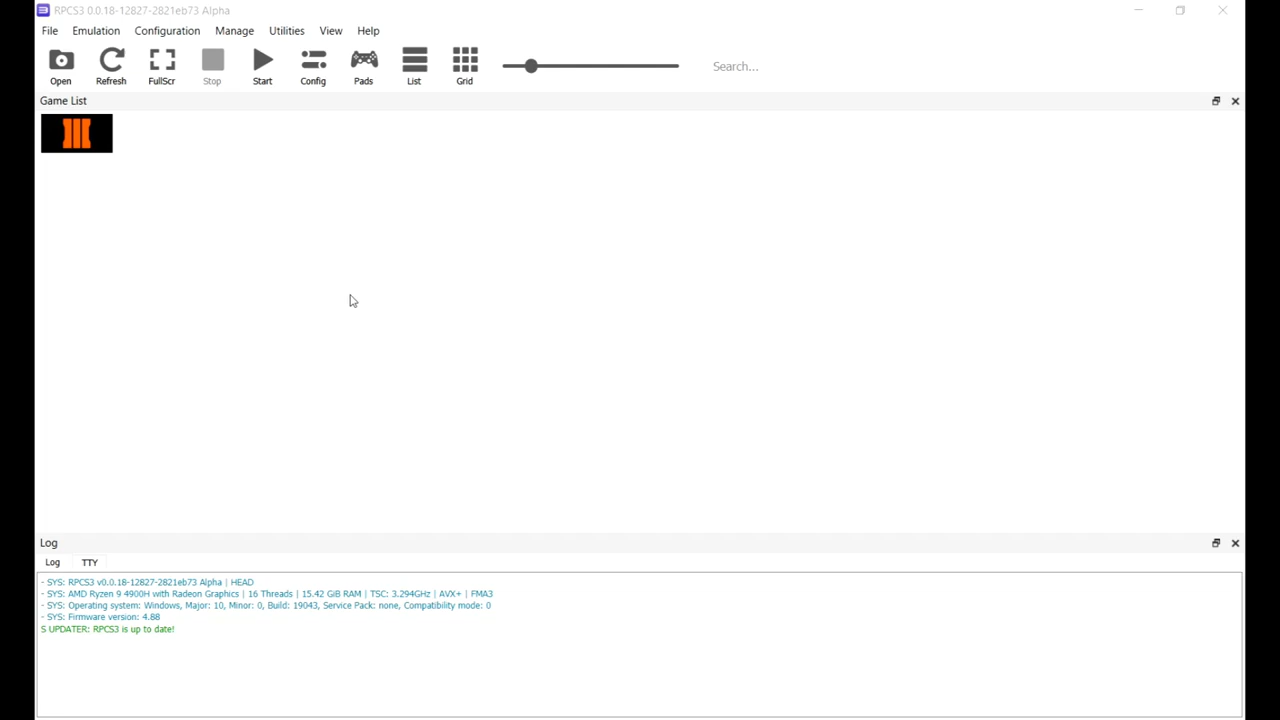 RPCS3 0.0.18-12827-2821eb73 Alpha
File Emulation Configuration Manage Utilities View Help
Open Refresh FullScr Stop Start Config Pads List Grid Search...
Game List
III
Log
Log TTY
- SYS: RPCS3 v0.0.18-12827-2821eb73 Alpha | HEAD
- SYS: AMD Ryzen 9 4900H with Radeon Graphics | 16 Threads | 15.42 GiB RAM | TSC: 3.294GHz | AVX+ | FMA3
- SYS: Operating system: Windows, Major: 10, Minor: 0, Build: 19043, Service Pack: none, Compatibility mode: 0
- SYS: Firmware version: 4.88
S UPDATER: RPCS3 is up to date!